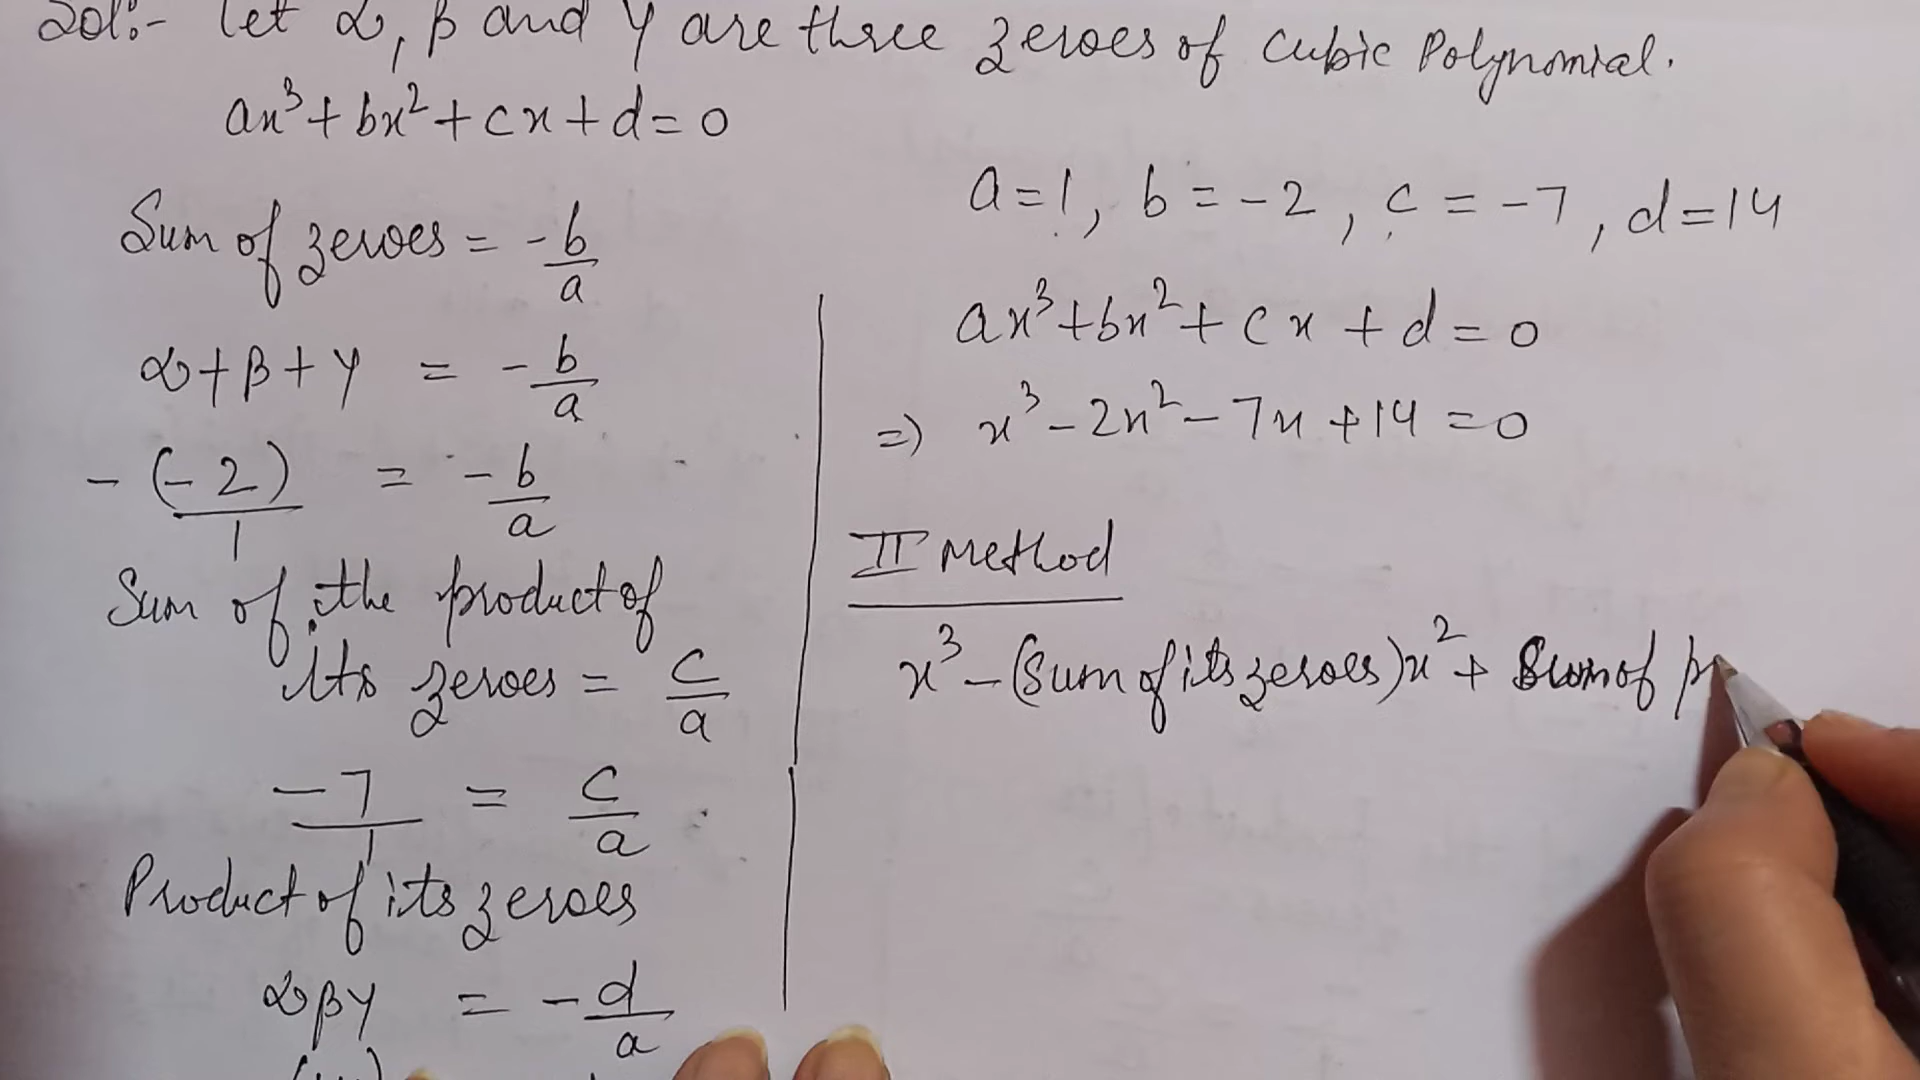 Sol:- let α, β and γ are three zeroes of cubic Polynomial.
ax³ + bx² + cx + d = 0
Sum of zeroes = -b/a
α + β + γ = -b/a
-(-2)/1 = -b/a
Sum of the product of
its zeroes = c/a
-7/1 = c/a
Product of its zeroes
αβγ = -d/a
a = 1, b = -2, c = -7, d = 14
ax³ + bx² + cx + d = 0
=) x³ - 2x² - 7x + 14 = 0
II Method
x³ - (Sum of its zeroes)x² + Sum of